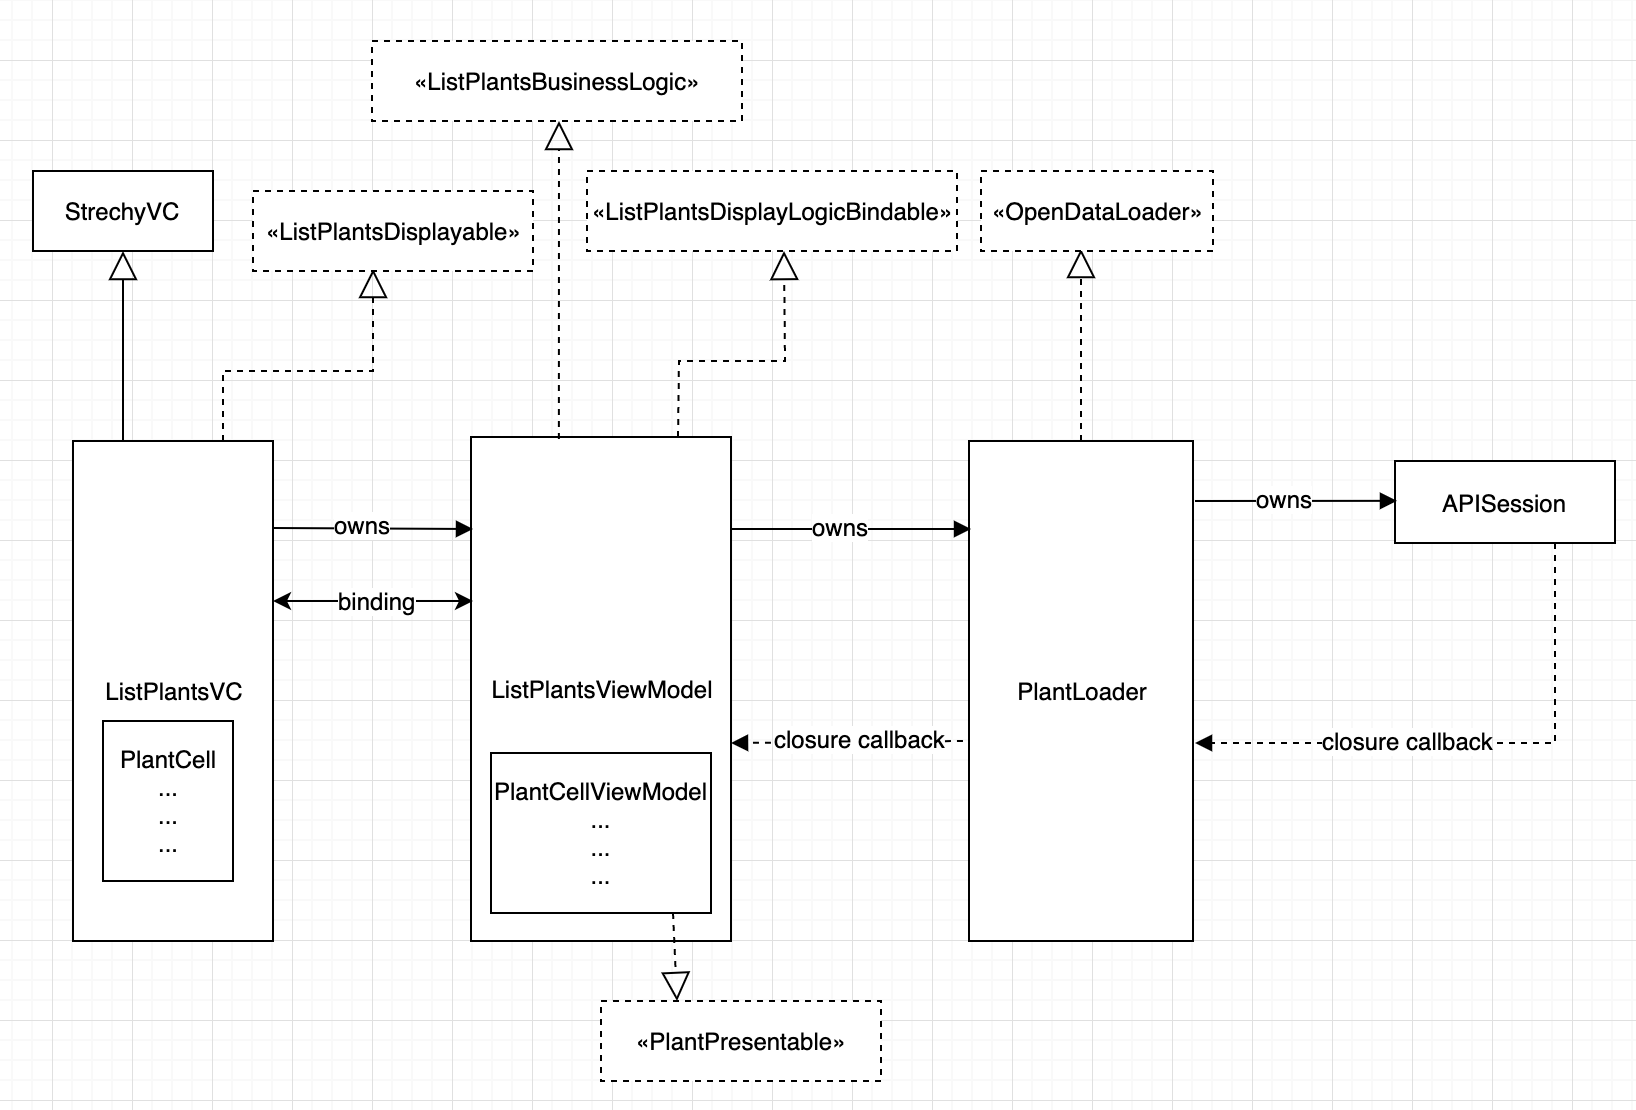 «ListPlantsBusinessLogic»
StrechyVC
«ListPlantsDisplayable»
«ListPlantsDisplayLogicBindable»
«OpenDataLoader»
owns
owns
owns
APISession
binding
ListPlantsVC
ListPlantsViewModel
PlantLoader
closure callback
closure callback
PlantCell
...
...
...
PlantCellViewModel
...
...
...
«PlantPresentable»